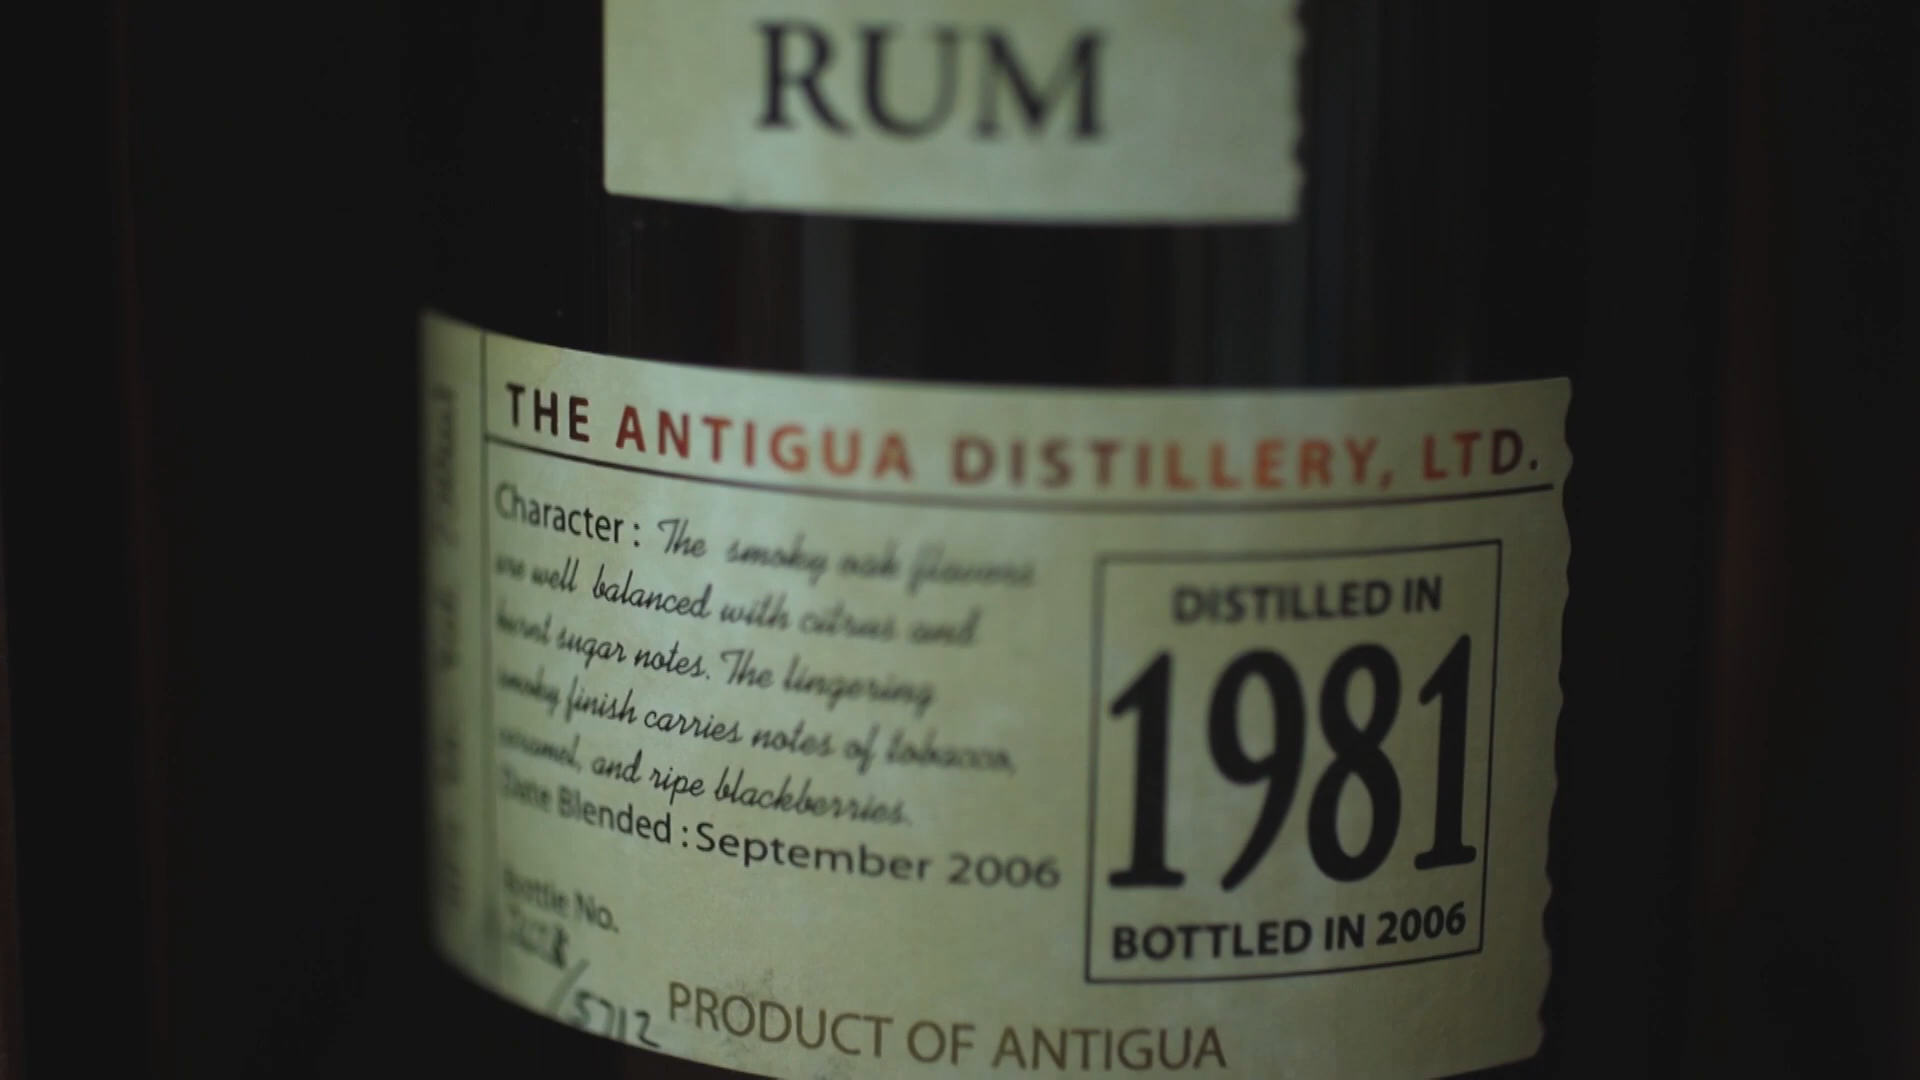 RUM
THE ANTIGUA DISTILLERY, LTD.
Character : The smoky oak flavors
are well balanced with citrus and
burnt sugar notes. The lingering
smoky finish carries notes of tobacco,
caramel, and ripe blackberries.
Date Blended : September 2006
Bottle No.
/5712
DISTILLED IN
1981
BOTTLED IN 2006
PRODUCT OF ANTIGUA